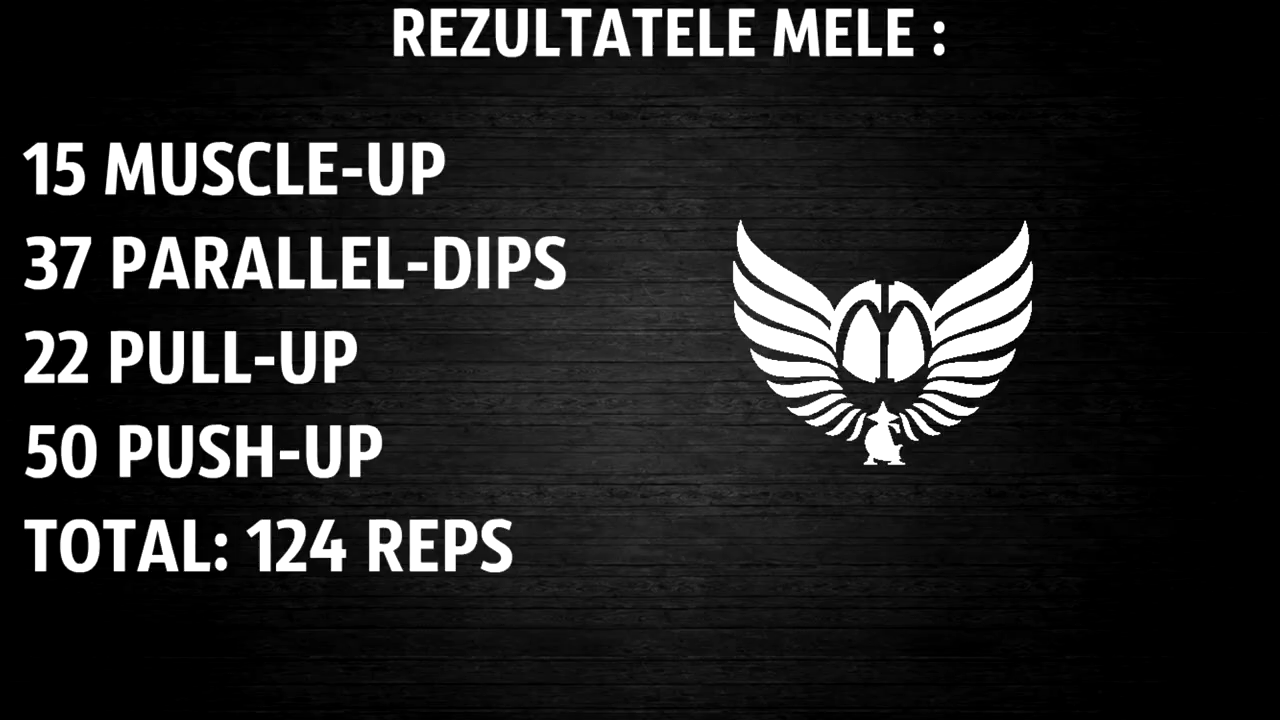 REZULTATELE MELE :
15 MUSCLE-UP
37 PARALLEL-DIPS
22 PULL-UP
50 PUSH-UP
TOTAL: 124 REPS